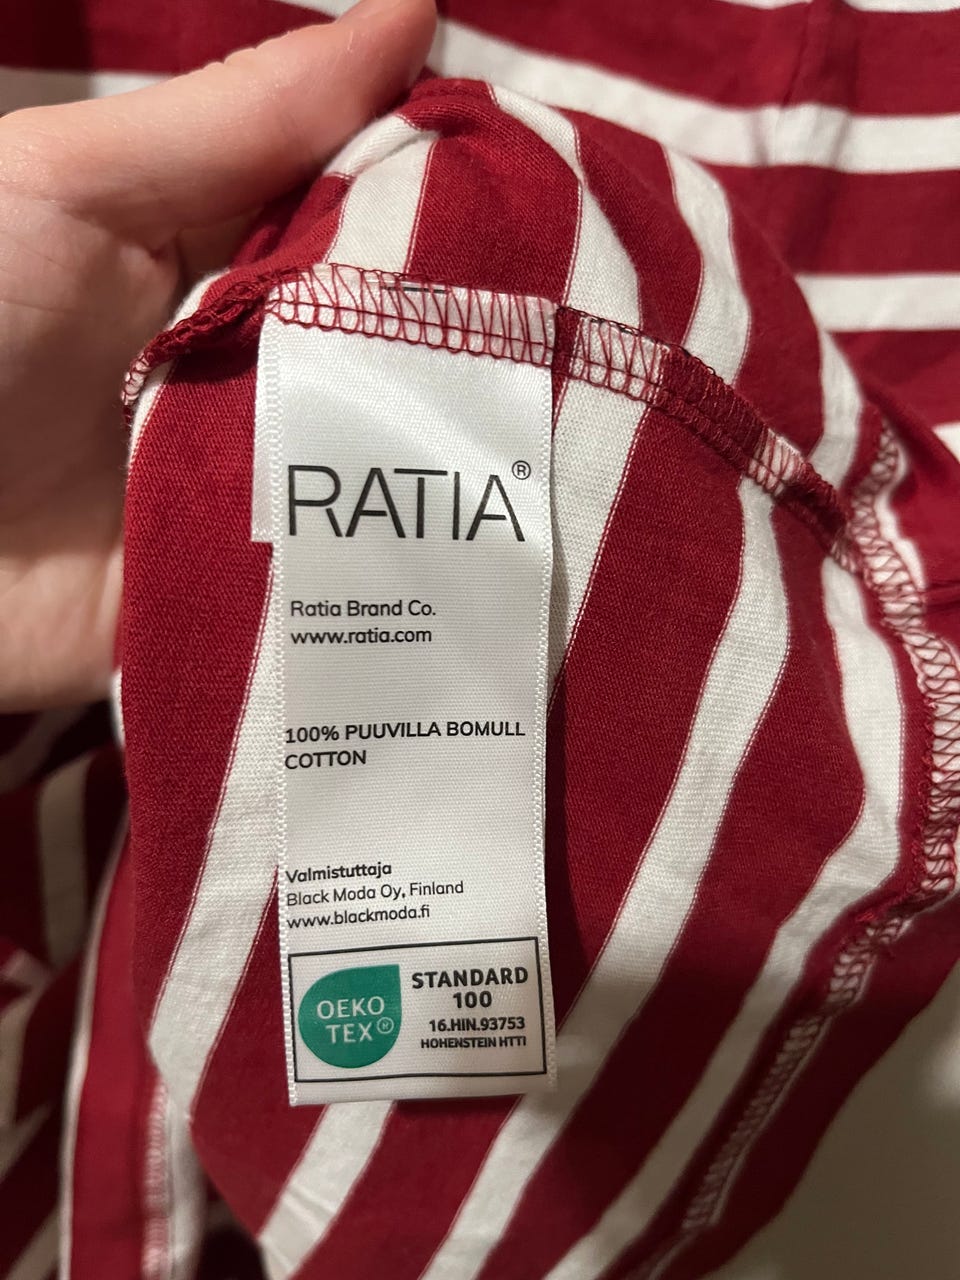 RATIA®
Ratia Brand Co.
www.ratia.com
100% PUUVILLA BOMULL
COTTON
Valmistuttaja
Black Moda Oy, Finland
www.blackmoda.fi
OEKO
TEX®
STANDARD
100
16.HIN.93753
HOHENSTEIN HTTI